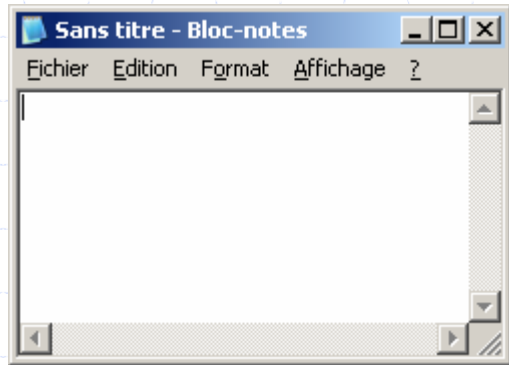 Sans titre - Bloc-notes
Fichier Edition Format Affichage ?